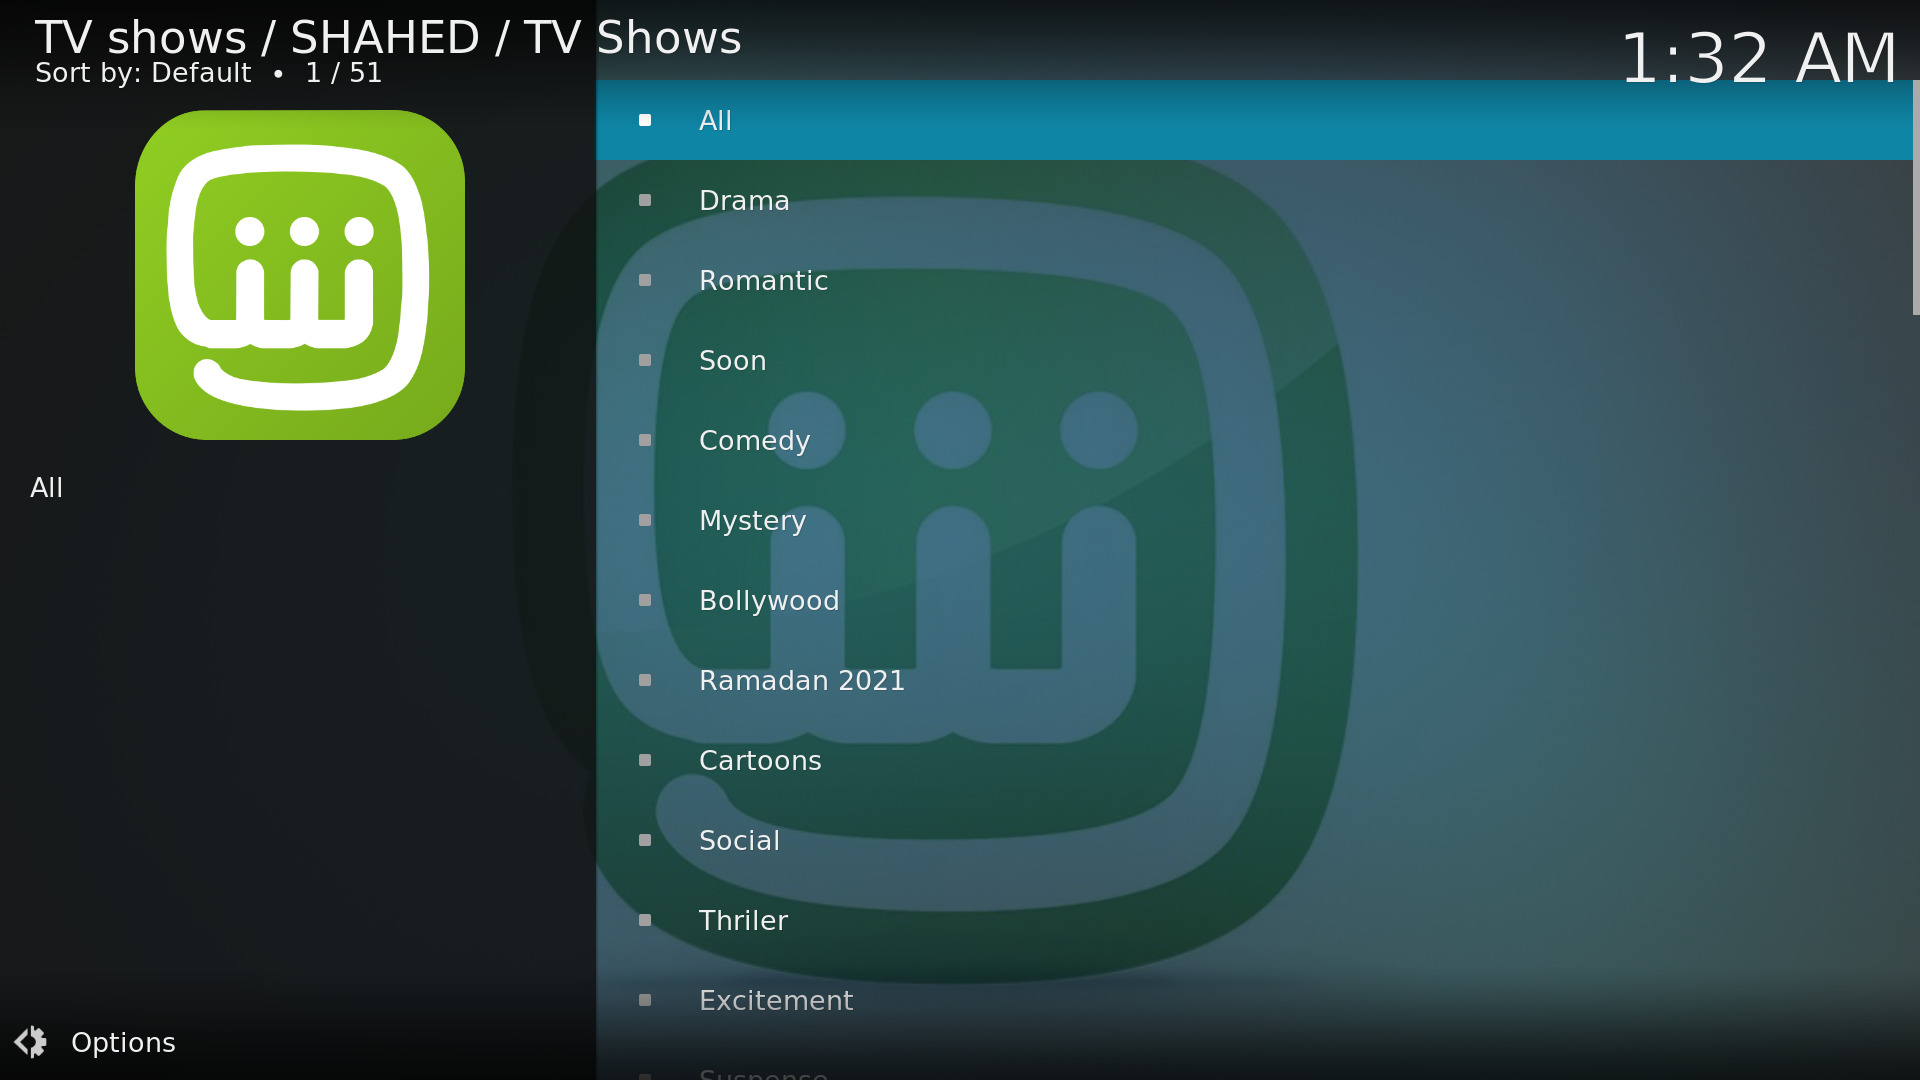 TV shows / SHAHED / TV Shows
Sort by: Default • 1 / 51
1:32 AM
All
All
Drama
Romantic
Soon
Comedy
Mystery
Bollywood
Ramadan 2021
Cartoons
Social
Thriler
Excitement
Suspense
Options